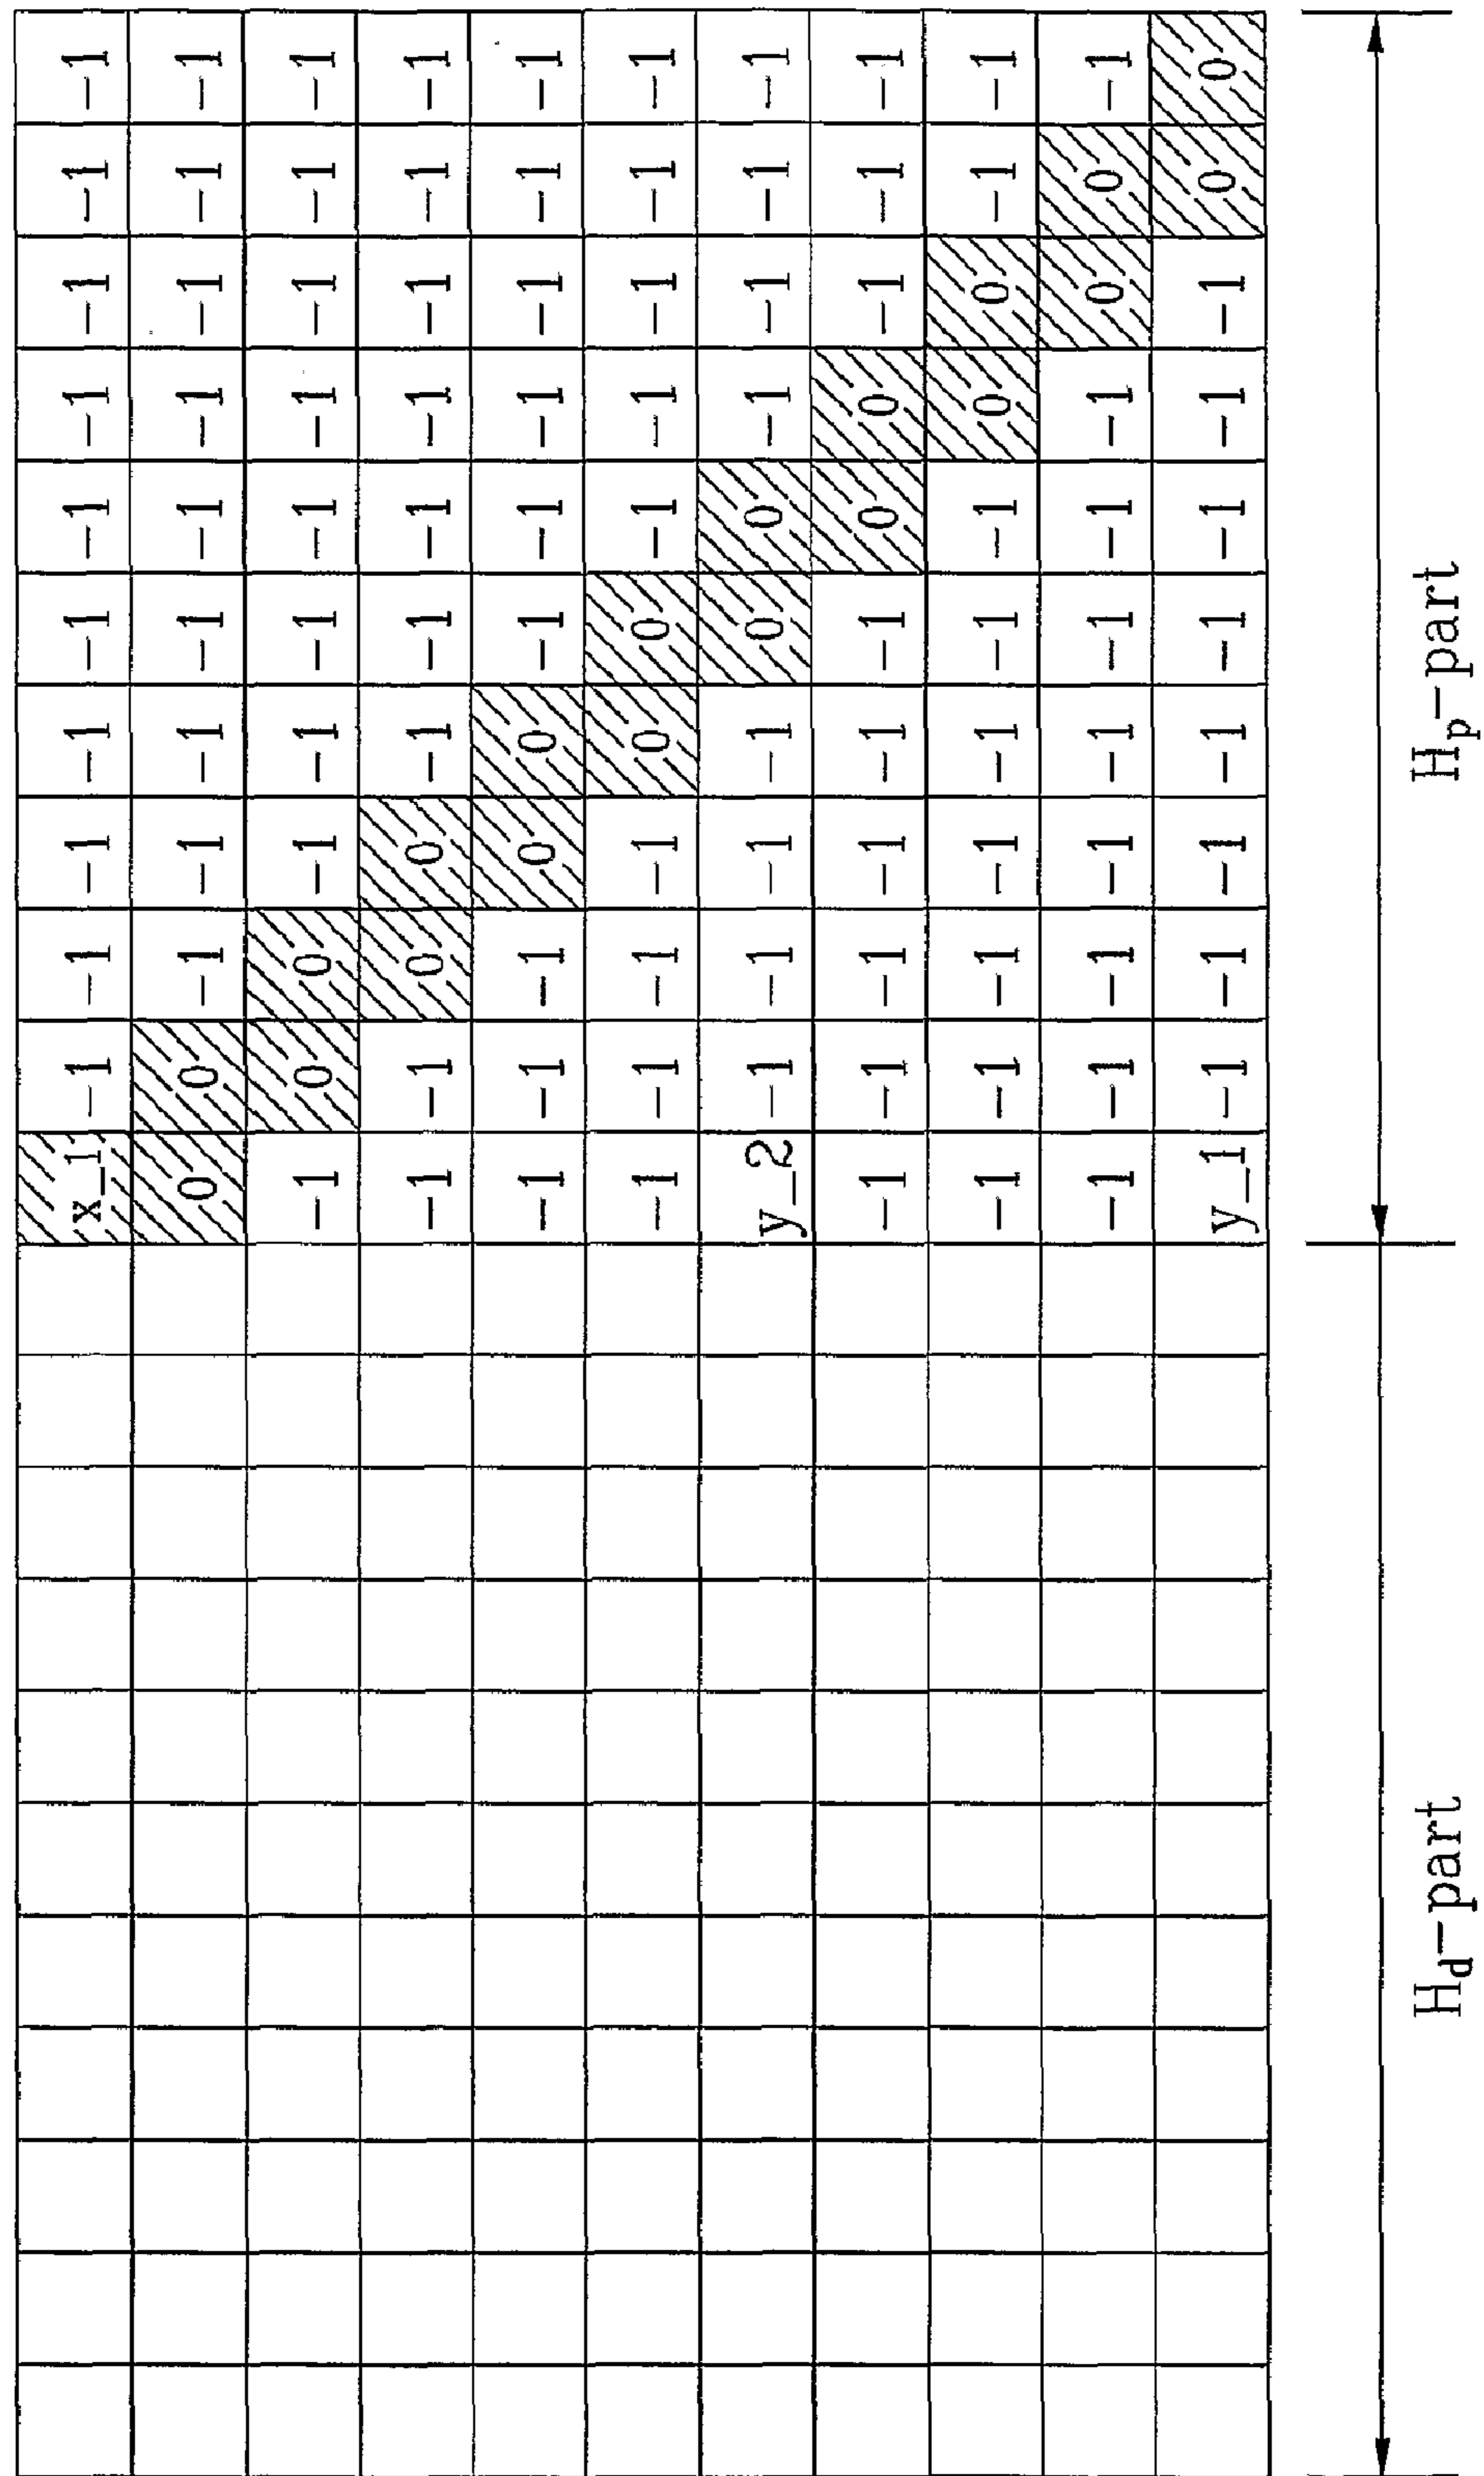 x_1 -1 -1 -1 -1 -1 -1 -1 -1 -1 -1
0 0 -1 -1 -1 -1 -1 -1 -1 -1 -1
-1 0 0 -1 -1 -1 -1 -1 -1 -1 -1
-1 -1 0 0 -1 -1 -1 -1 -1 -1 -1
-1 -1 -1 0 0 -1 -1 -1 -1 -1 -1
-1 -1 -1 -1 0 0 -1 -1 -1 -1 -1
y_2 -1 -1 -1 -1 0 0 -1 -1 -1 -1
-1 -1 -1 -1 -1 -1 0 0 -1 -1 -1
-1 -1 -1 -1 -1 -1 -1 0 0 -1 -1
-1 -1 -1 -1 -1 -1 -1 -1 0 0 -1
y_1 -1 -1 -1 -1 -1 -1 -1 -1 0 0
Hd-part Hp-part